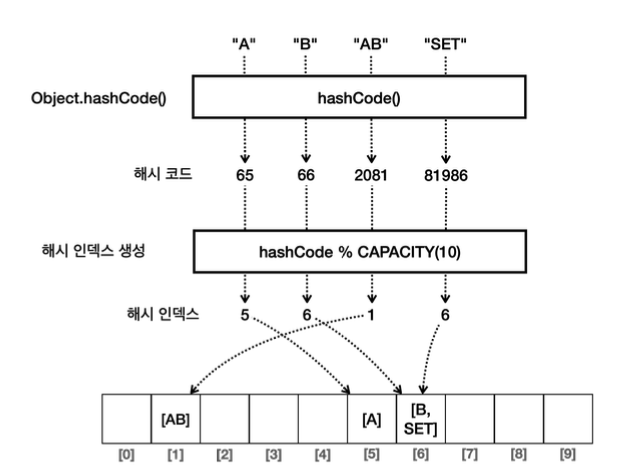 "A" "B" "AB" "SET"
Object.hashCode() hashCode()
해시 코드 65 66 2081 81986
해시 인덱스 생성 hashCode % CAPACITY(10)
해시 인덱스 5 6 1 6
[AB] [A] [B,
SET]
[0] [1] [2] [3] [4] [5] [6] [7] [8] [9]